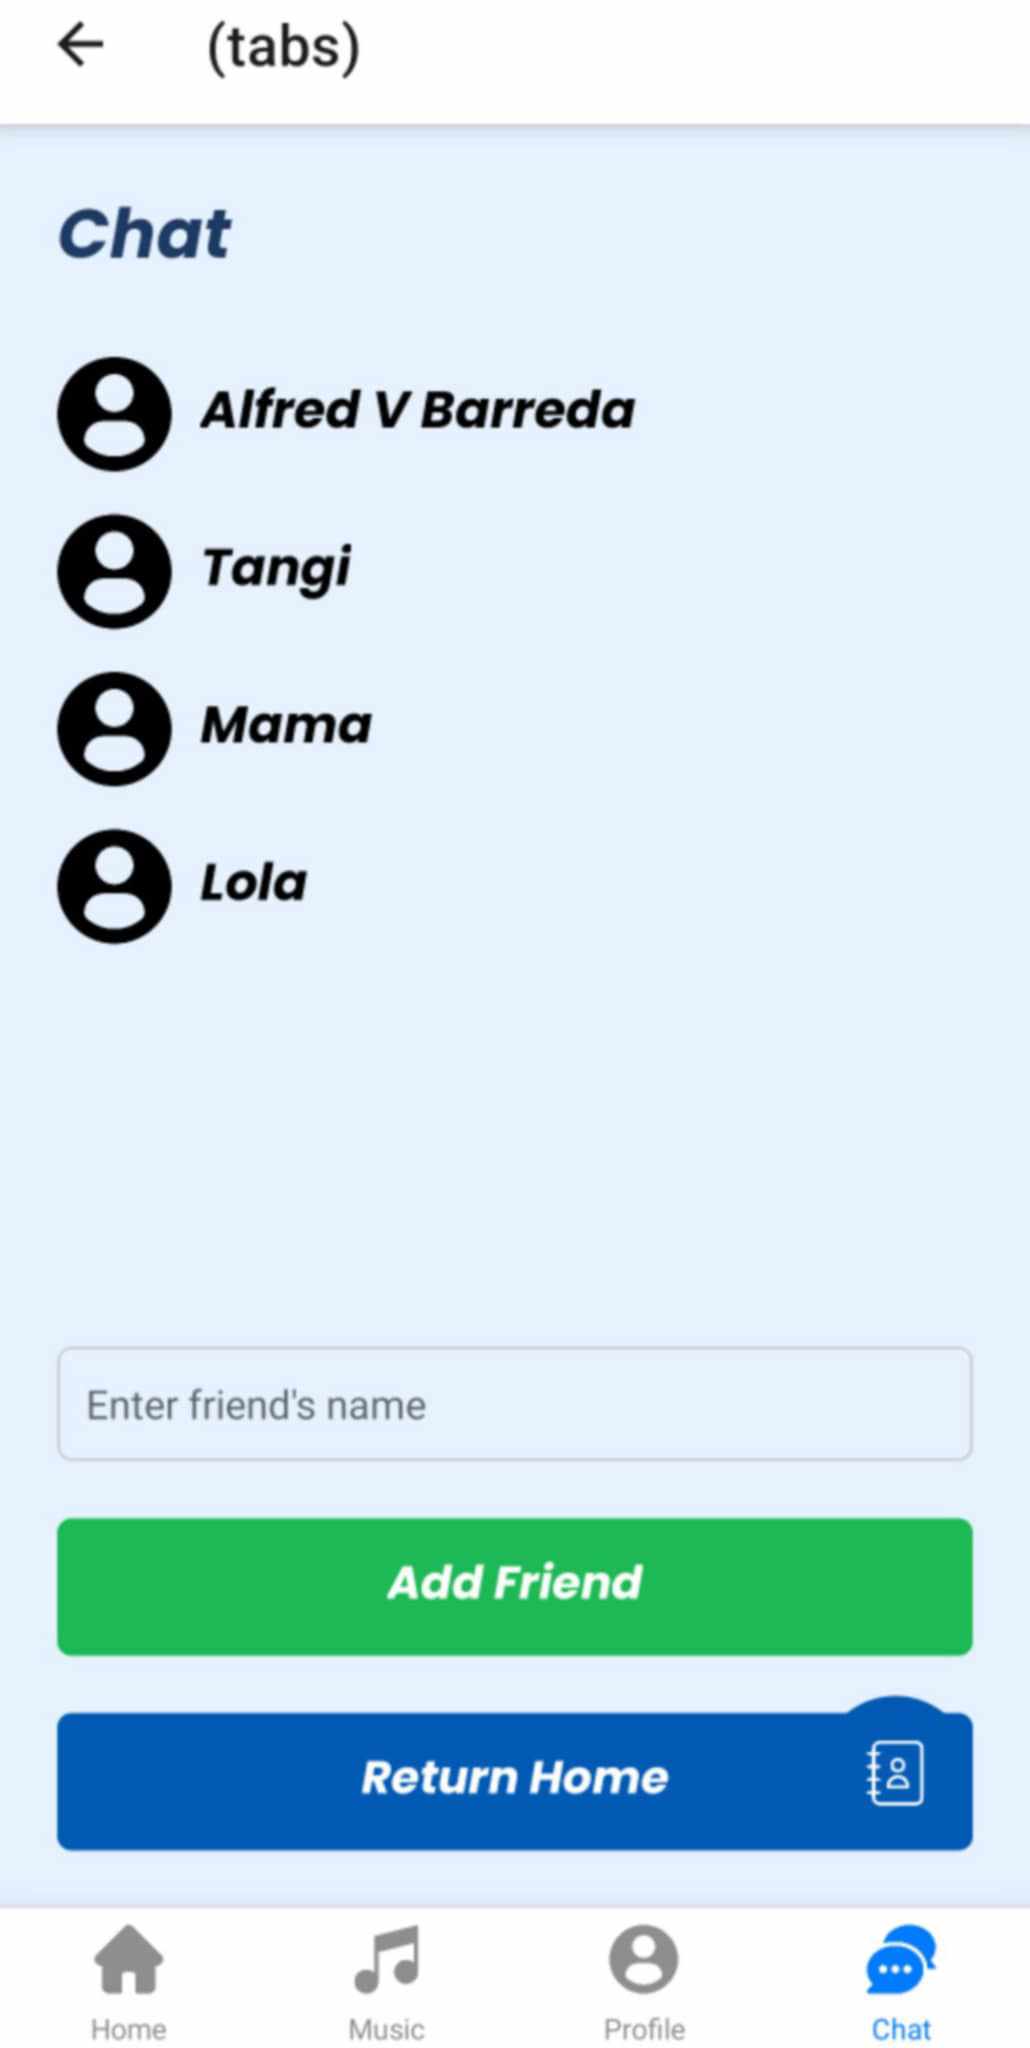 (tabs)
Chat
Alfred V Barreda
Tangi
Mama
Lola
Enter friend's name
Add Friend
Return Home
Home Music Profile Chat